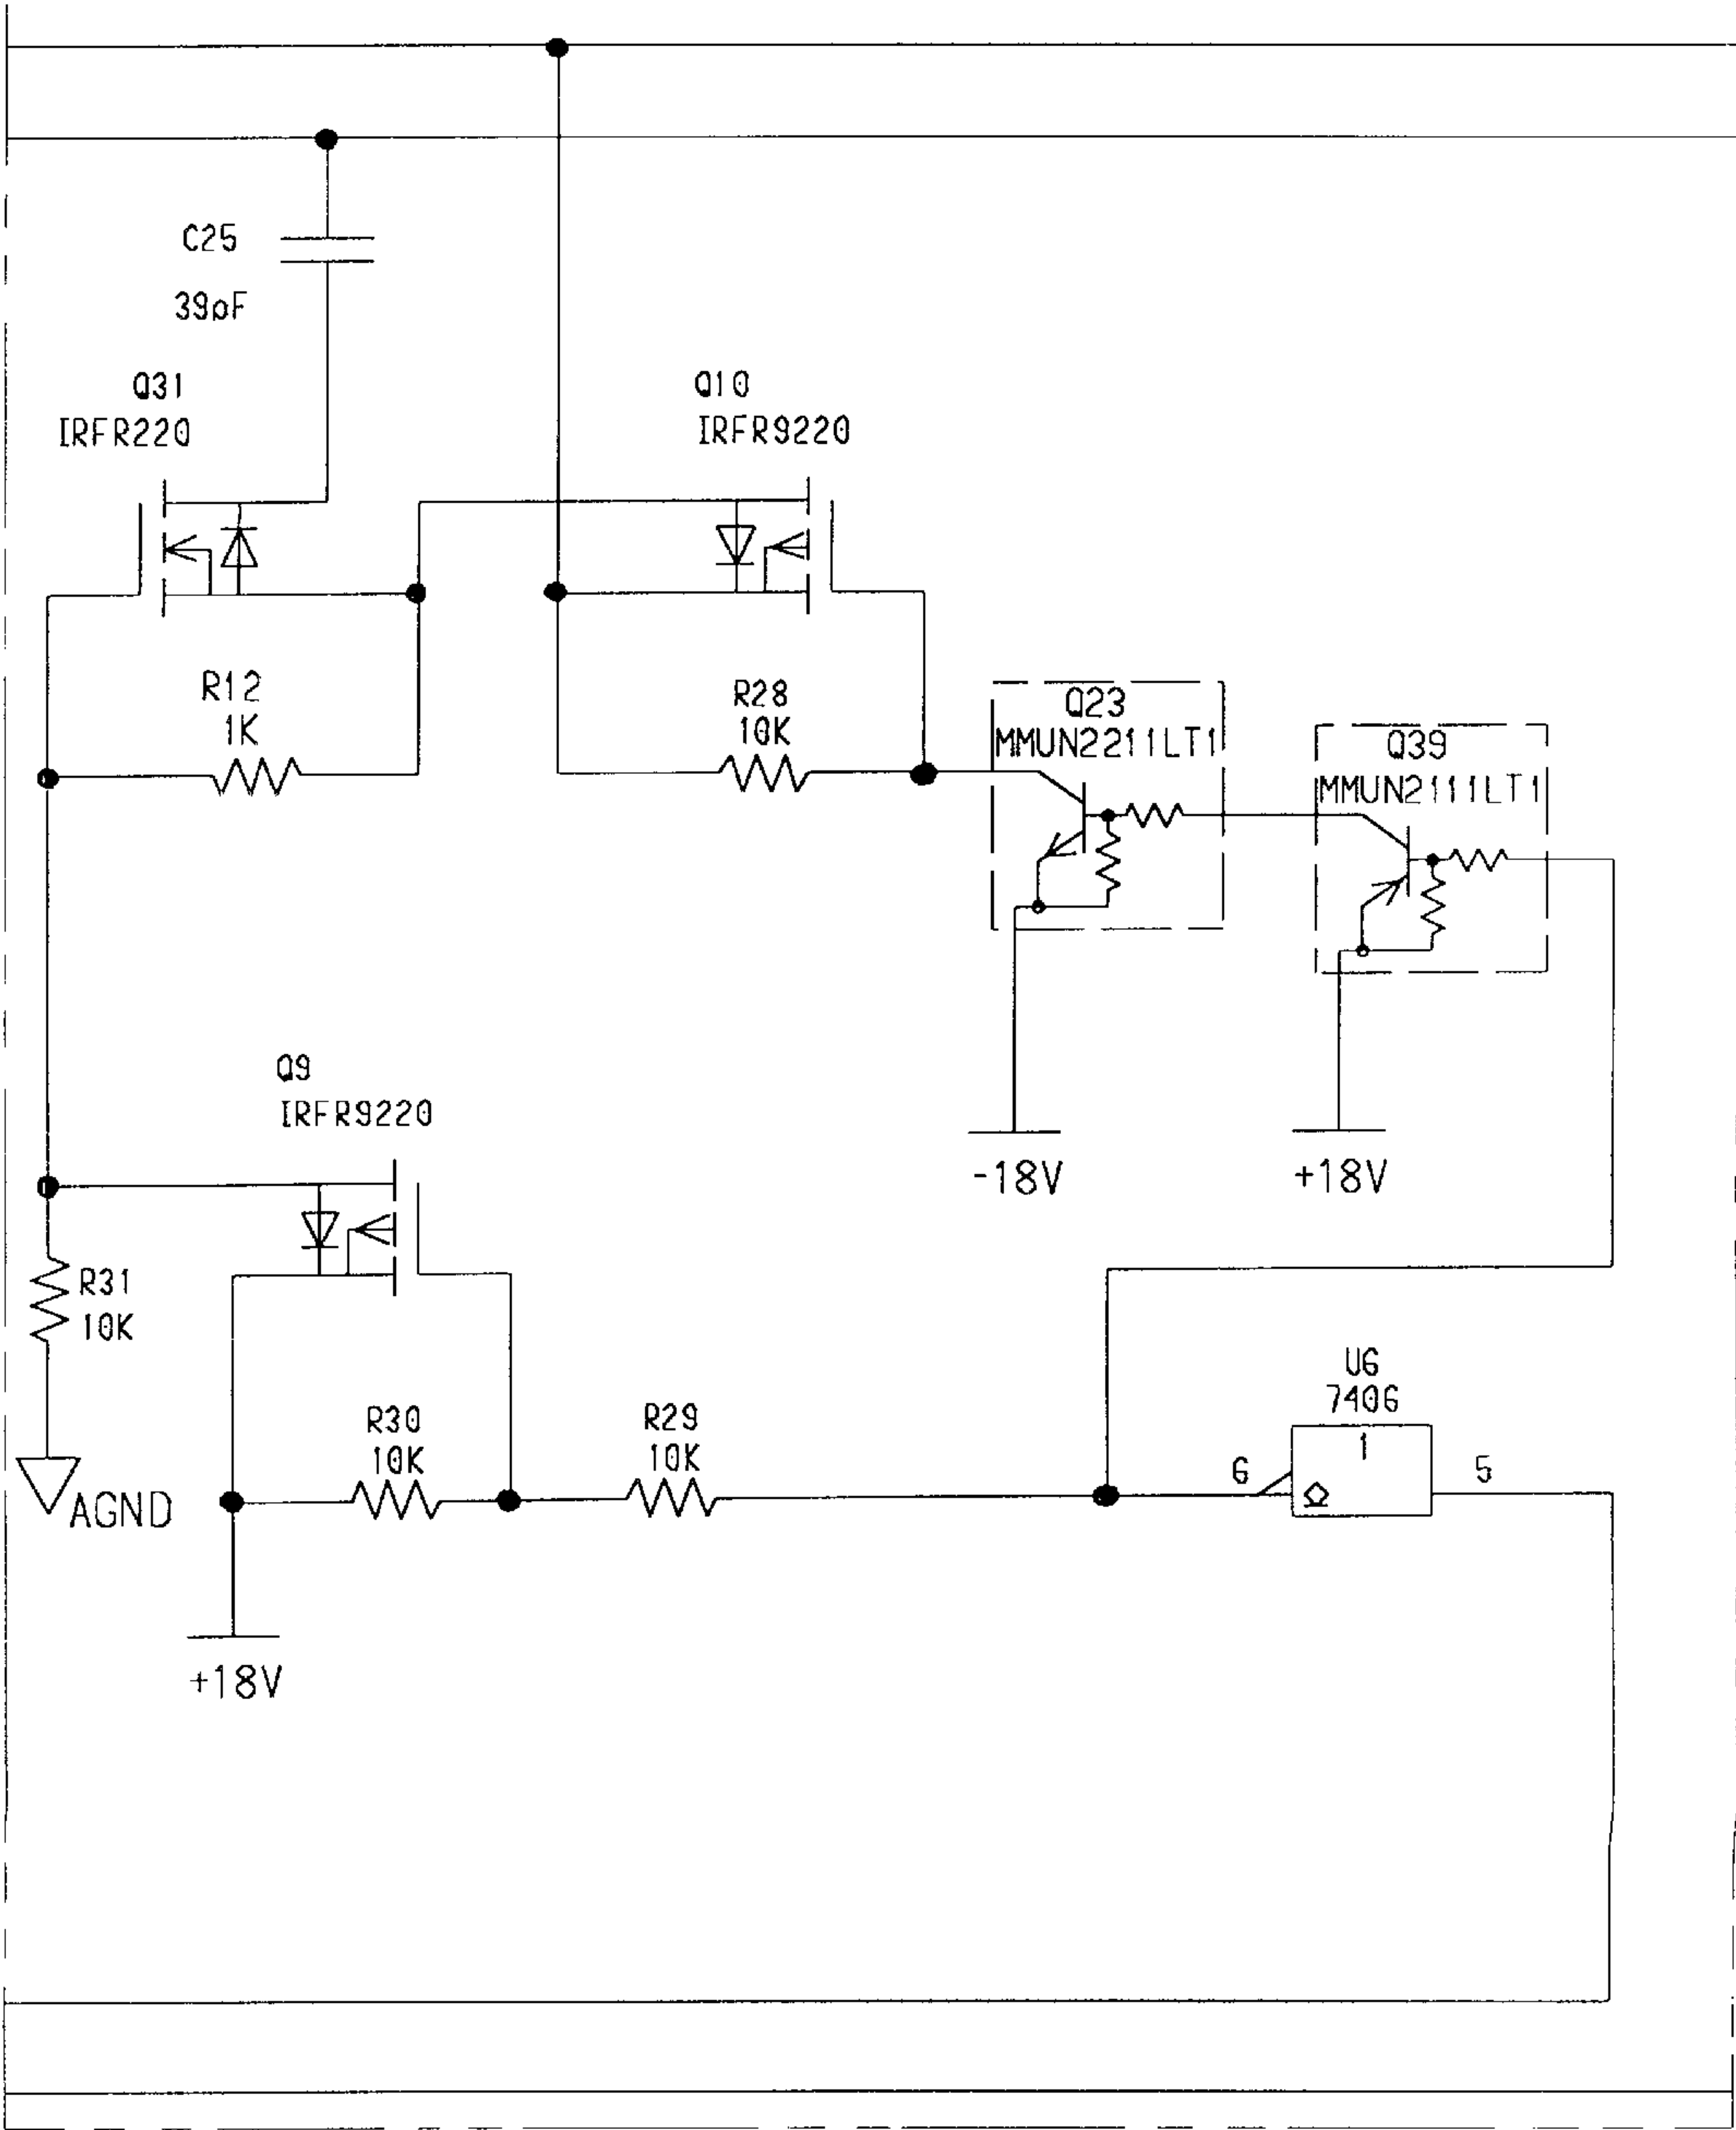 C25
39pF
Q31
IRFR220
Q10
IRFR9220
R12
1K
R28
10K
Q23
MMUN2211LT1
Q39
MMUN2111LT1
Q9
IRFR9220
-18V
+18V
R31
10K
AGND
R30
10K
R29
10K
U6
7406
1
6
5
+18V